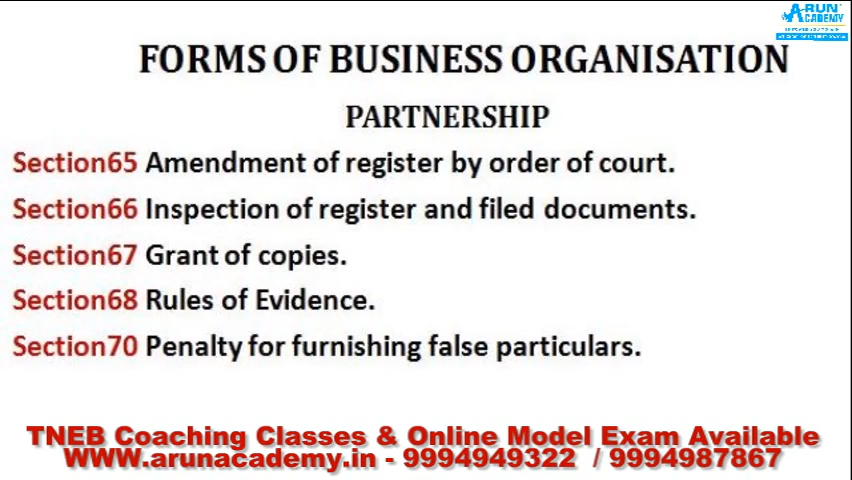 ARUN
ACADEMY
FORMS OF BUSINESS ORGANISATION
PARTNERSHIP
Section65 Amendment of register by order of court.
Section66 Inspection of register and filed documents.
Section67 Grant of copies.
Section68 Rules of Evidence.
Section70 Penalty for furnishing false particulars.
TNEB Coaching Classes & Online Model Exam Available
WWW.arunacademy.in - 9994949322 / 9994987867